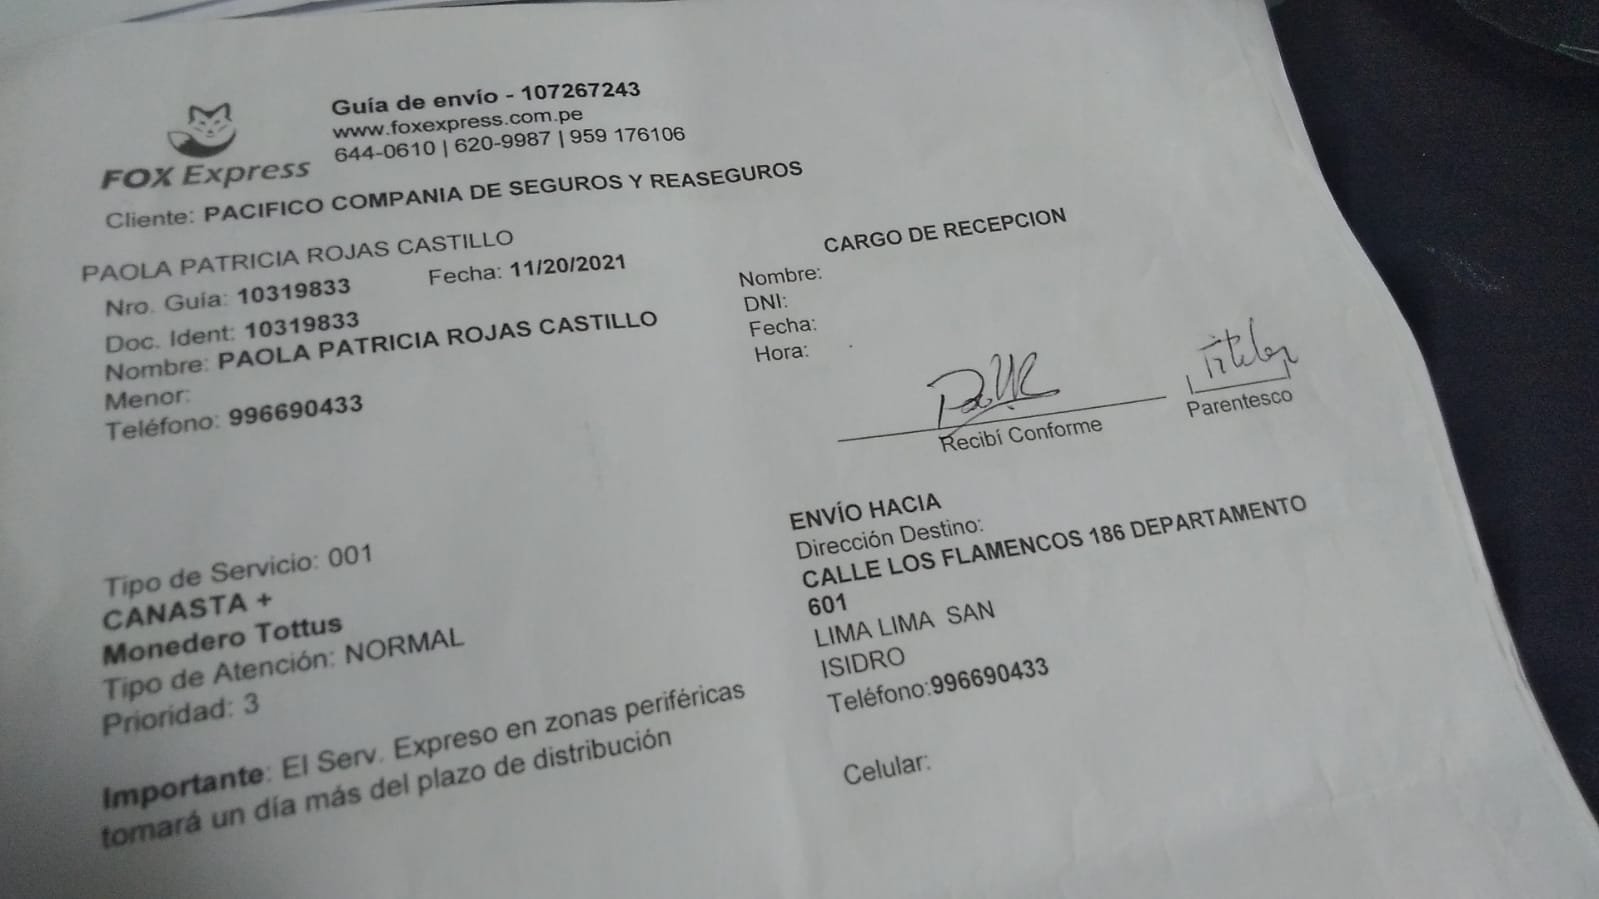 Guía de envío - 107267243
www.foxexpress.com.pe
644-0610 | 620-9987 | 959 176106
FOX Express
Cliente: PACIFICO COMPANIA DE SEGUROS Y REASEGUROS
PAOLA PATRICIA ROJAS CASTILLO
Nro. Guía: 10319833 Fecha: 11/20/2021
Doc. Ident: 10319833
Nombre: PAOLA PATRICIA ROJAS CASTILLO
Menor:
Teléfono: 996690433
CARGO DE RECEPCION
Nombre:
DNI:
Fecha:
Hora:
Recibí Conforme
Parentesco
Tipo de Servicio: 001
CANASTA +
Monedero Tottus
Tipo de Atención: NORMAL
Prioridad: 3
Importante: El Serv. Expreso en zonas periféricas
tomará un día más del plazo de distribución
ENVÍO HACIA
Dirección Destino:
CALLE LOS FLAMENCOS 186 DEPARTAMENTO
601
LIMA LIMA SAN
ISIDRO
Teléfono:996690433
Celular: